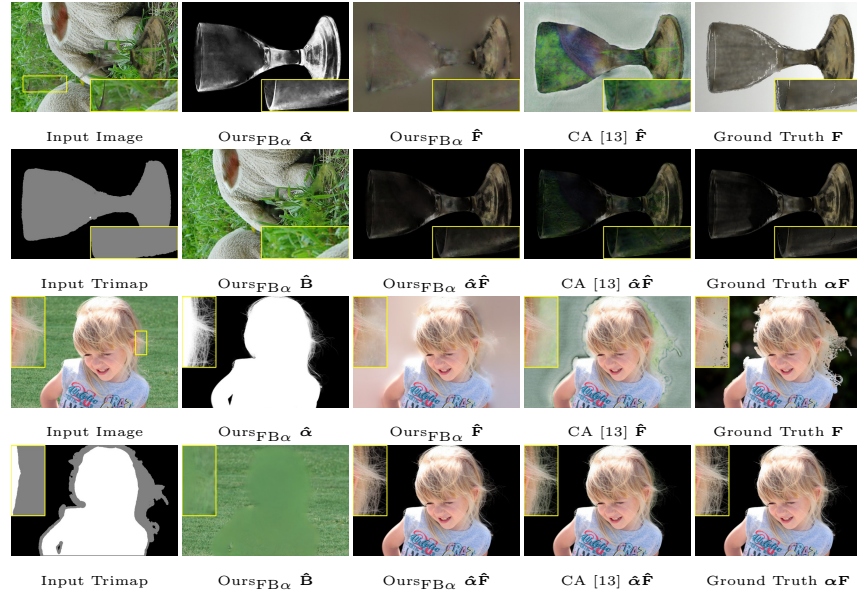 Input Image Ours_FBα α̂ Ours_FBα F̂ CA [13] F̂ Ground Truth F
Input Trimap Ours_FBα B̂ Ours_FBα α̂F̂ CA [13] α̂F̂ Ground Truth αF
Input Image Ours_FBα α̂ Ours_FBα F̂ CA [13] F̂ Ground Truth F
Input Trimap Ours_FBα B̂ Ours_FBα α̂F̂ CA [13] α̂F̂ Ground Truth αF